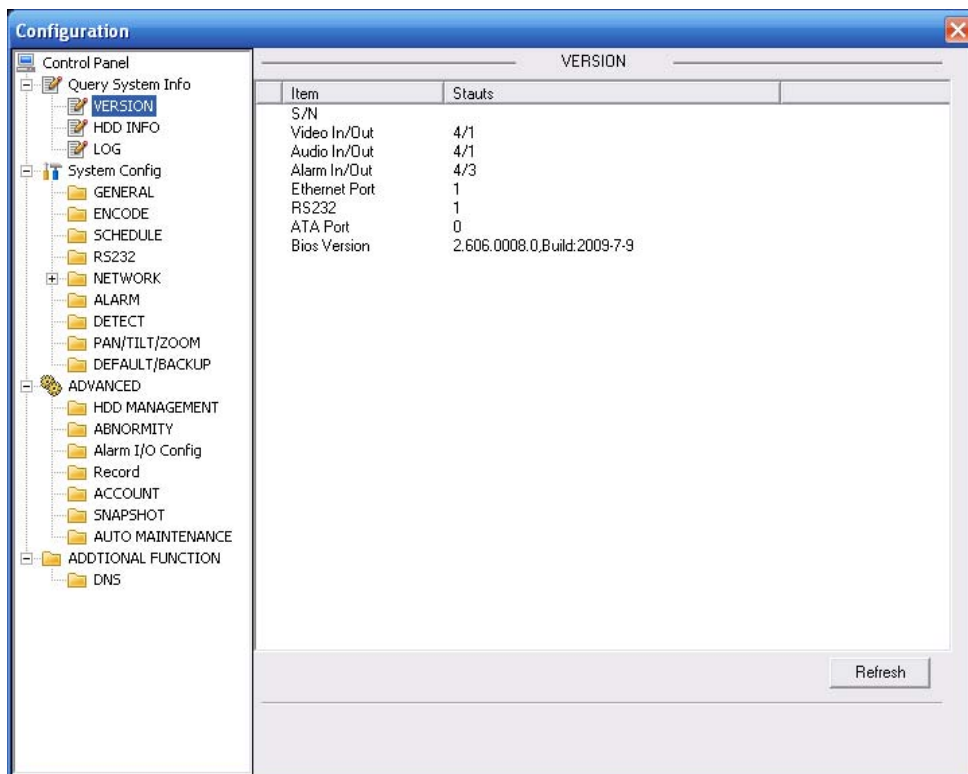 Configuration
Control Panel
Query System Info
VERSION
HDD INFO
LOG
System Config
GENERAL
ENCODE
SCHEDULE
RS232
NETWORK
ALARM
DETECT
PAN/TILT/ZOOM
DEFAULT/BACKUP
ADVANCED
HDD MANAGEMENT
ABNORMITY
Alarm I/O Config
Record
ACCOUNT
SNAPSHOT
AUTO MAINTENANCE
ADDTIONAL FUNCTION
DNS
VERSION
Item Stauts
S/N
Video In/Out 4/1
Audio In/Out 4/1
Alarm In/Out 4/3
Ethernet Port 1
RS232 1
ATA Port 0
Bios Version 2.606.0008.0,Build:2009-7-9
Refresh